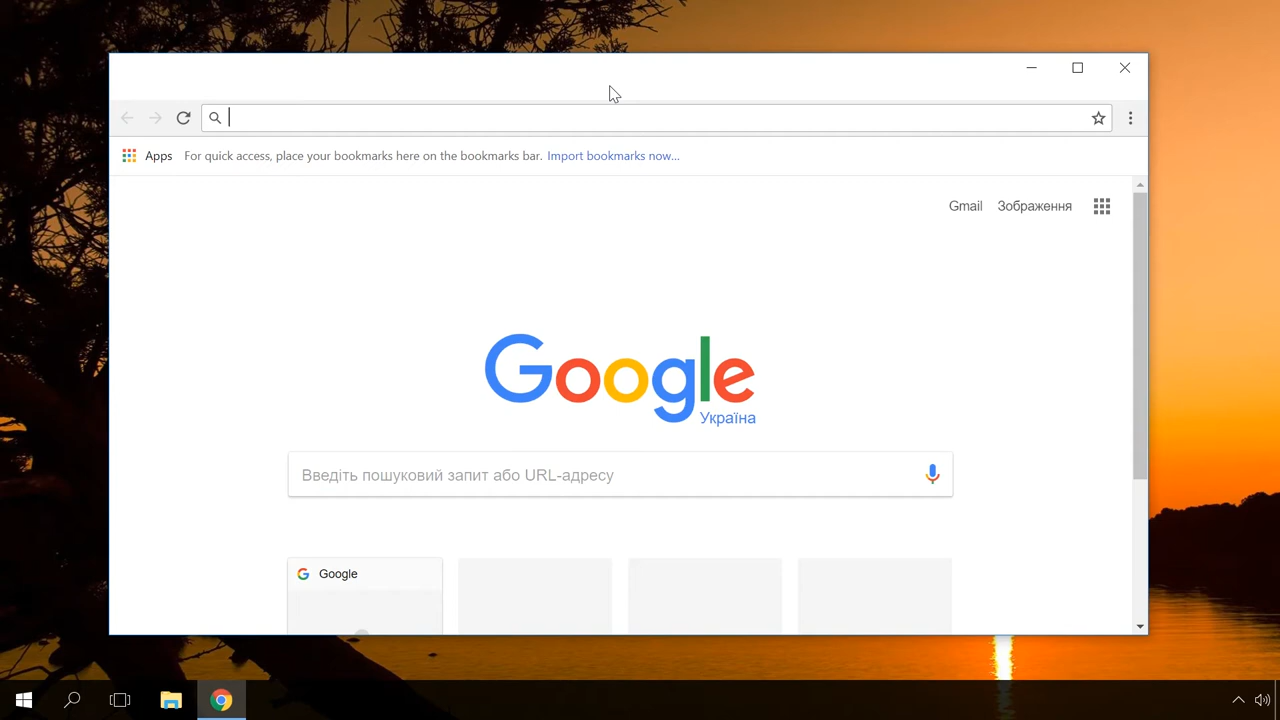 Apps For quick access, place your bookmarks here on the bookmarks bar. Import bookmarks now...
Gmail Зображення
Google
Україна
Введіть пошуковий запит або URL-адресу
Google